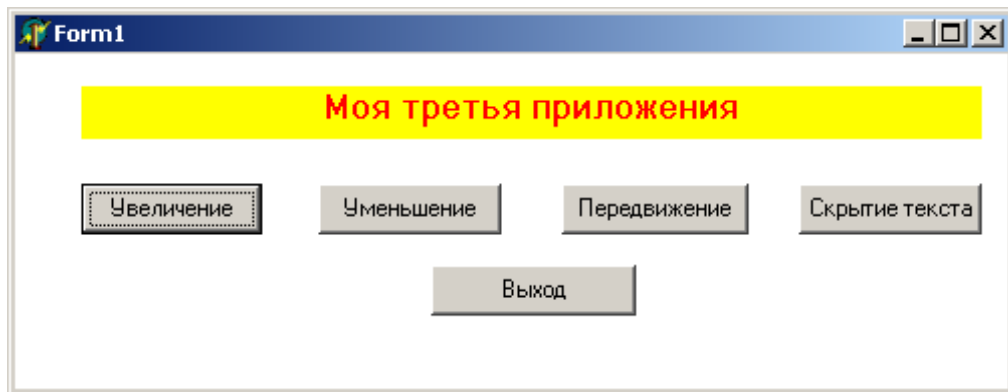 Form1
Моя третья приложения
Увеличение Уменьшение Передвижение Скрытие текста
Выход